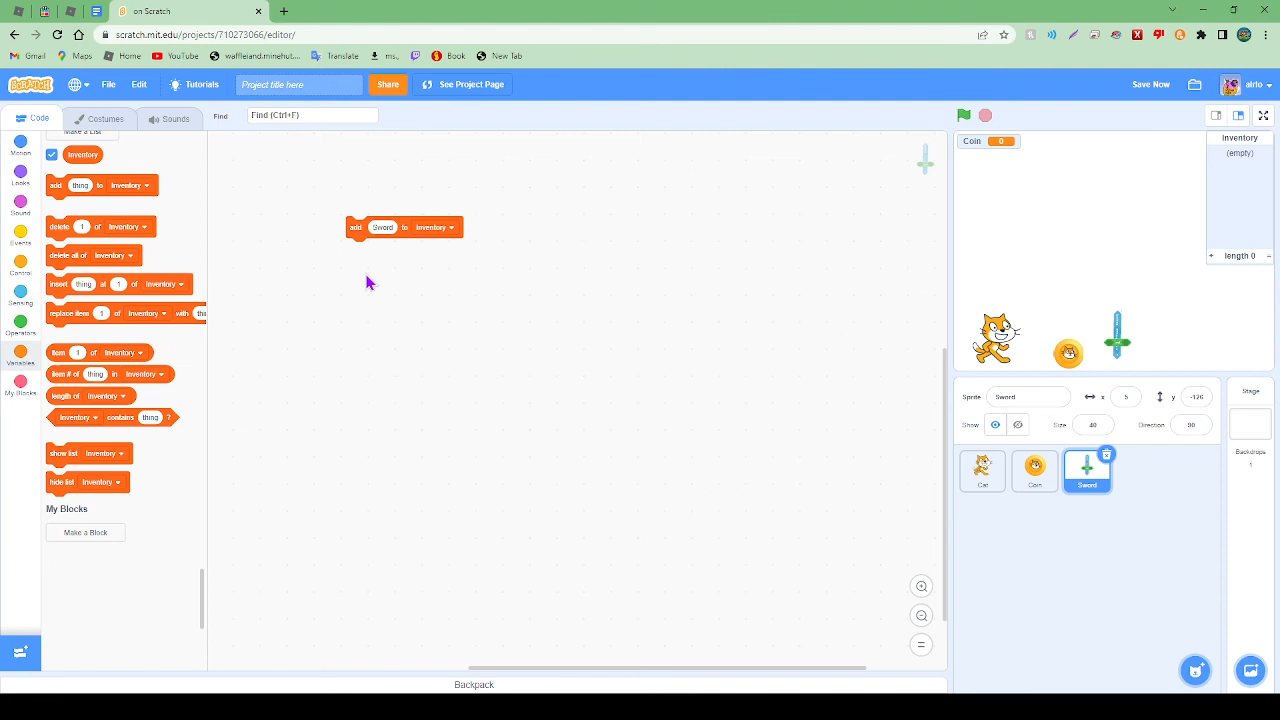 on Scratch
scratch.mit.edu/projects/710273066/editor/
Gmail Maps Home YouTube waffleland.minehut.... Translate ms, Book New Tab
SCRATCH File Edit Tutorials Project title here Share See Project Page Save Now alrfo
Code Costumes Sounds Find Find (Ctrl+F)
Motion
Looks
Sound
Events
Control
Sensing
Operators
Variables
My Blocks
Make a List
Inventory
add thing to Inventory
delete 1 of Inventory
delete all of Inventory
insert thing at 1 of Inventory
replace item 1 of Inventory with thi
item 1 of Inventory
item # of thing in Inventory
length of Inventory
Inventory contains thing ?
show list Inventory
hide list Inventory
My Blocks
Make a Block
add Sword to Inventory
Coin 0
Inventory
(empty)
+ length 0 =
Sprite Sword x 5 y -126
Show Size 40 Direction 90
Cat Coin Sword
Stage
Backdrops
1
Backpack